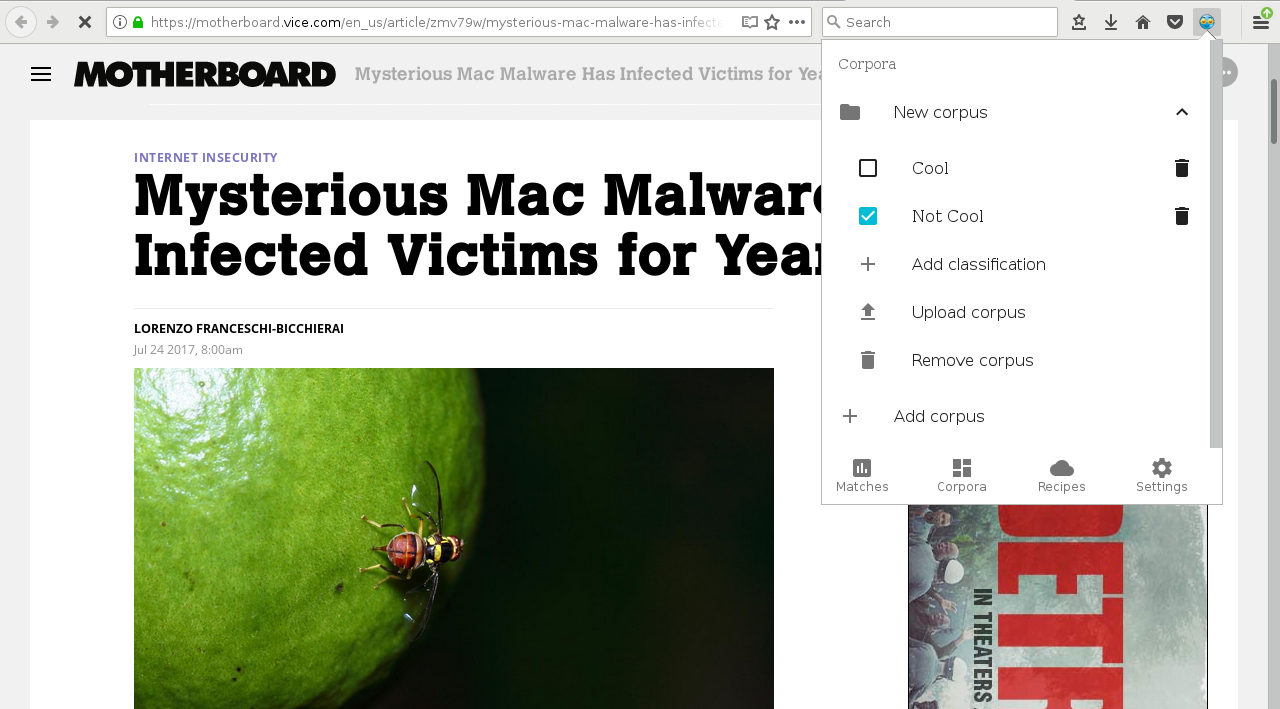 https://motherboard.vice.com/en_us/article/zmv79w/mysterious-mac-malware-has-infecte
Search
MOTHERBOARD
Mysterious Mac Malware Has Infected Victims for Yea
INTERNET INSECURITY
Mysterious Mac Malware
Infected Victims for Year
LORENZO FRANCESCHI-BICCHIERAI
Jul 24 2017, 8:00am
Corpora
New corpus
Cool
Not Cool
Add classification
Upload corpus
Remove corpus
Add corpus
Matches
Corpora
Recipes
Settings
DETR
IN THEATERS